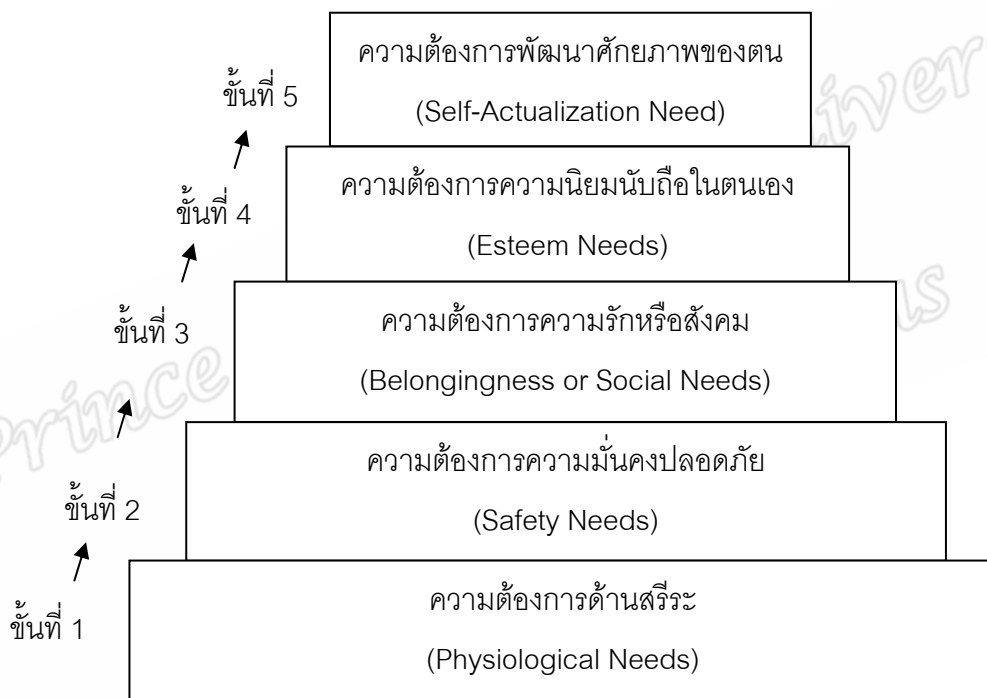 ความต้องการพัฒนาศักยภาพของตน
(Self-Actualization Need)
ขั้นที่ 5
ความต้องการความนิยมนับถือในตนเอง
(Esteem Needs)
ขั้นที่ 4
ความต้องการความรักหรือสังคม
(Belongingness or Social Needs)
ขั้นที่ 3
ความต้องการความมั่นคงปลอดภัย
(Safety Needs)
ขั้นที่ 2
ความต้องการด้านสรีระ
(Physiological Needs)
ขั้นที่ 1
Prince